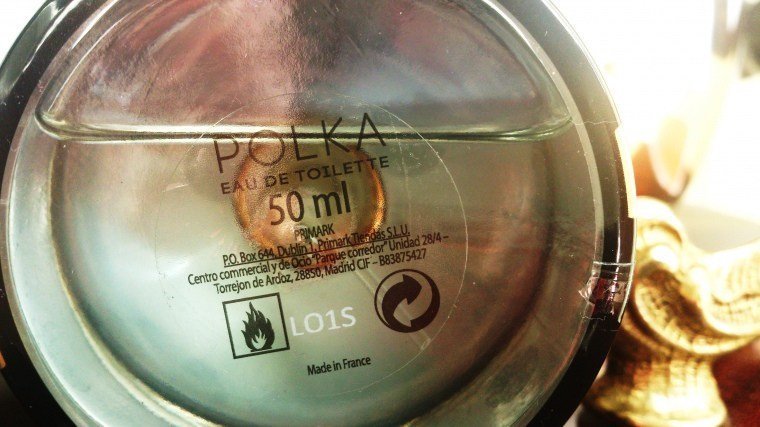 POLKA
EAU DE TOILETTE
50 ml
PRIMARK
P.O. Box 644, Dublin 1, Primark Tiendas S.L.U.
Centro commercial y de Ocio "Parque corredor" Unidad 28/4 –
Torrejon de Ardoz, 28850, Madrid CIF – B83875427
LO1S
Made in France